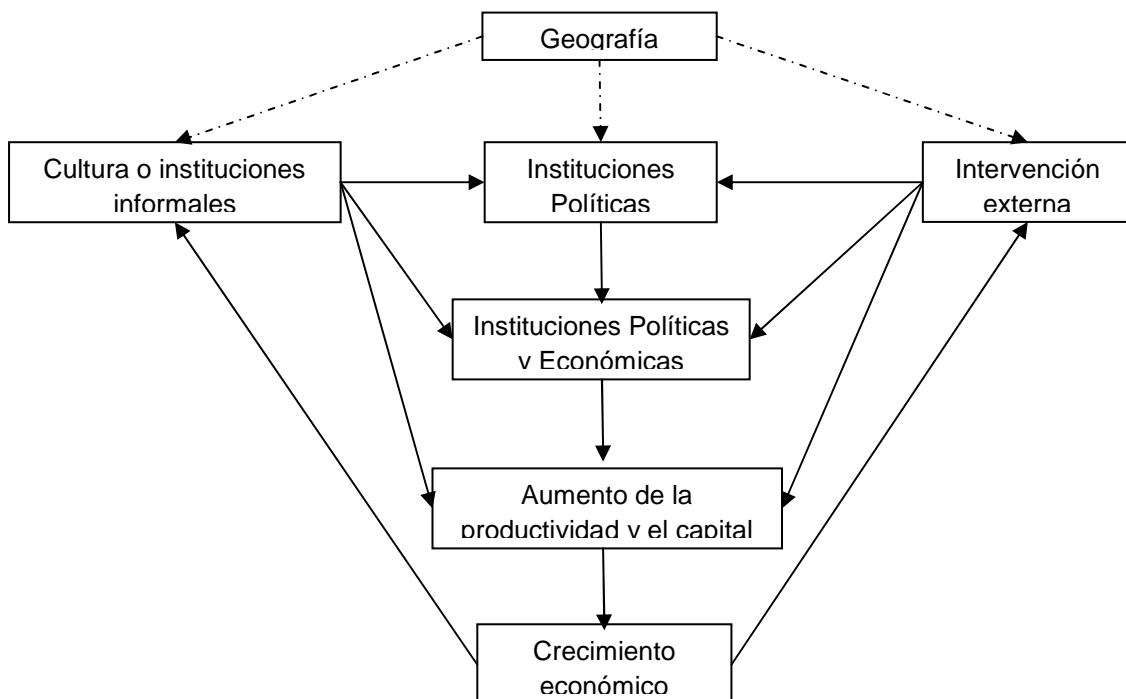 Geografía
Cultura o instituciones
informales
Instituciones
Políticas
Intervención
externa
Instituciones Políticas
y Económicas
Aumento de la
productividad y el capital
Crecimiento
económico